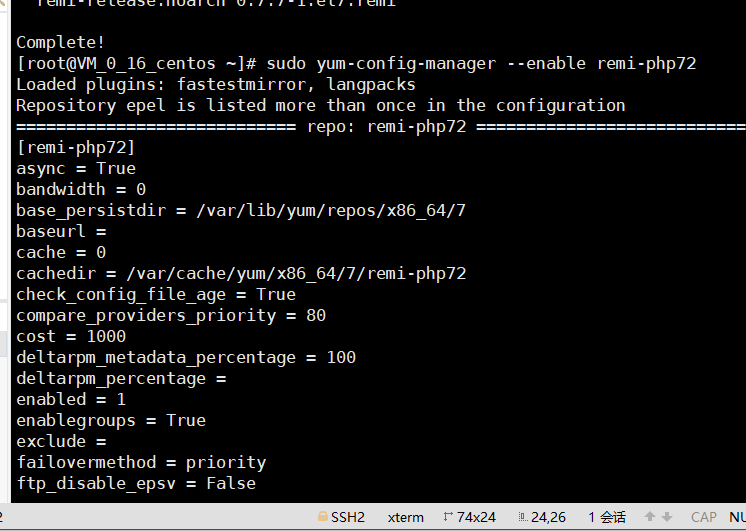 remi-release.noarch 0:7.7-1.el7.remi
Complete!
[root@VM_0_16_centos ~]# sudo yum-config-manager --enable remi-php72
Loaded plugins: fastestmirror, langpacks
Repository epel is listed more than once in the configuration
============================ repo: remi-php72 ===========================
[remi-php72]
async = True
bandwidth = 0
base_persistdir = /var/lib/yum/repos/x86_64/7
baseurl =
cache = 0
cachedir = /var/cache/yum/x86_64/7/remi-php72
check_config_file_age = True
compare_providers_priority = 80
cost = 1000
deltarpm_metadata_percentage = 100
deltarpm_percentage =
enabled = 1
enablegroups = True
exclude =
failovermethod = priority
ftp_disable_epsv = False
SSH2 xterm 74x24 24,26 1 会话 CAP NU